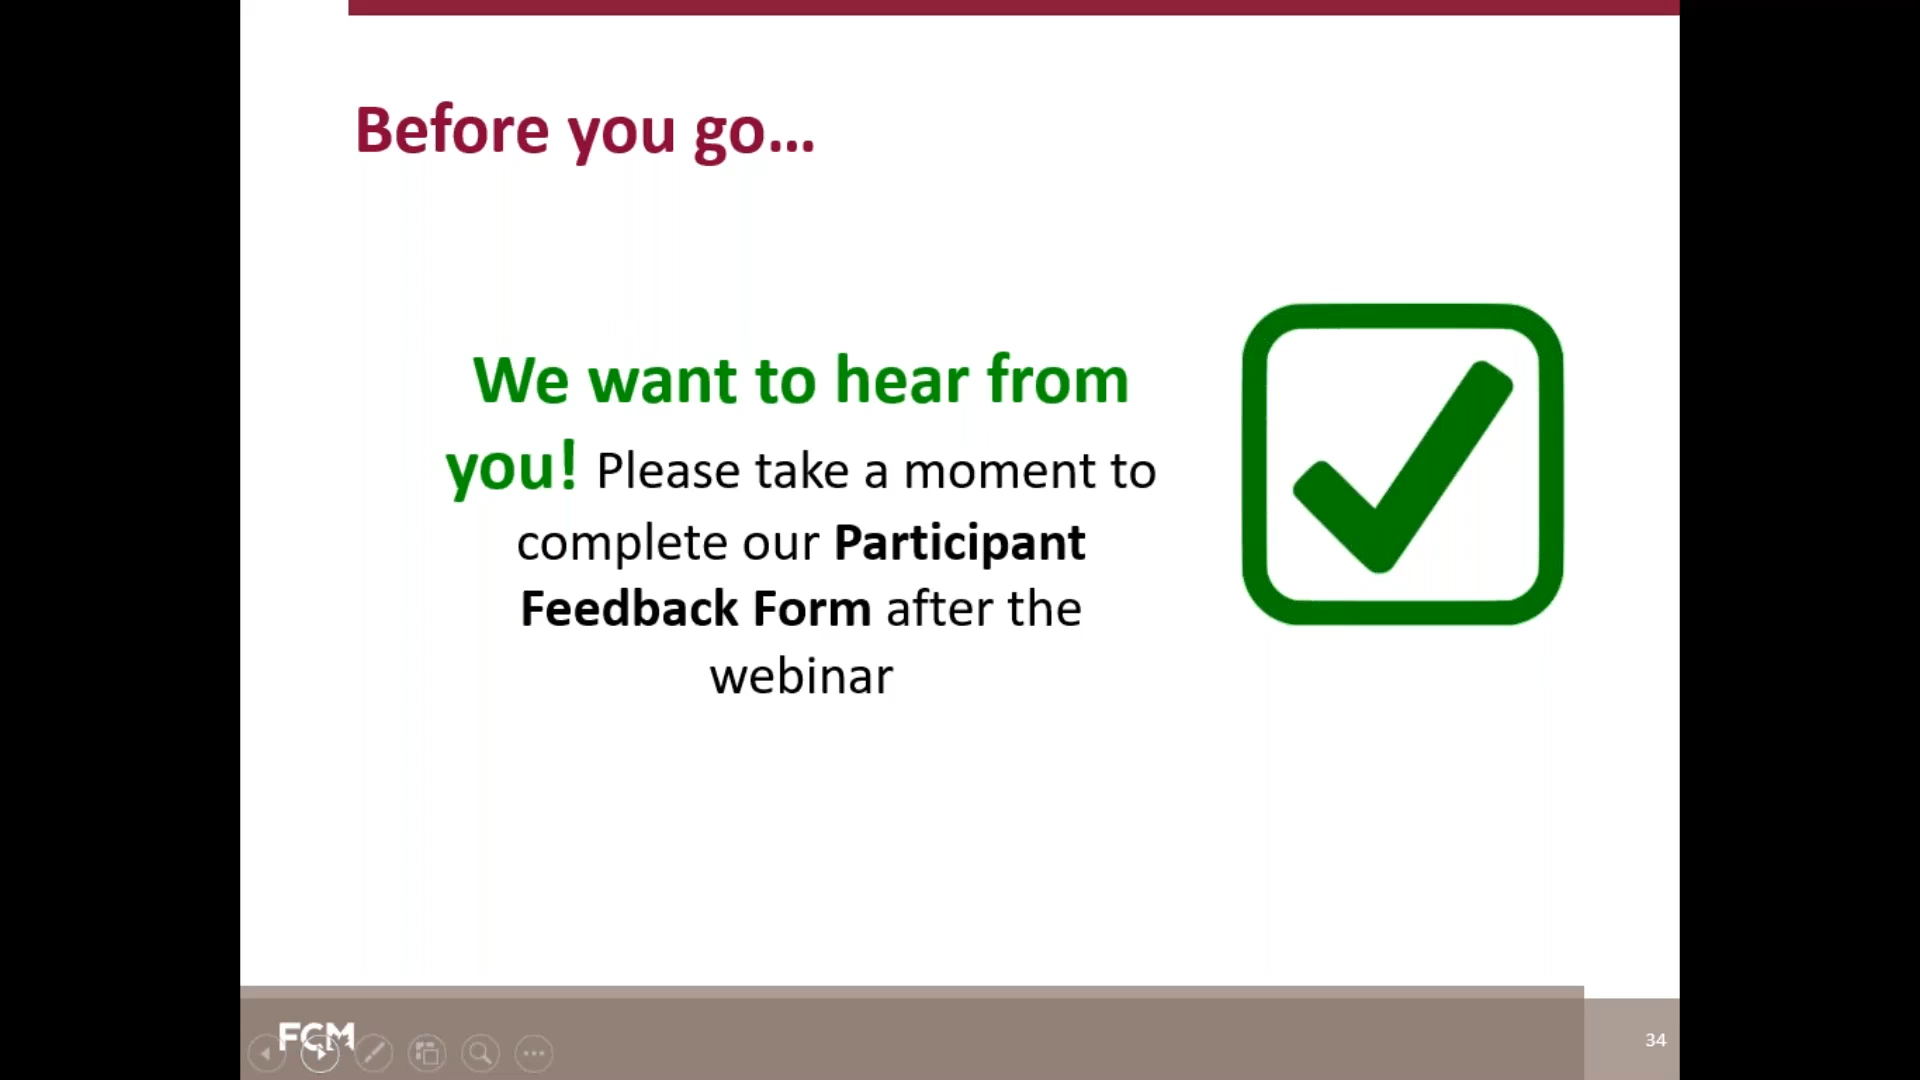 Before you go...
We want to hear from
you! Please take a moment to
complete our Participant
Feedback Form after the
webinar
FCM
34